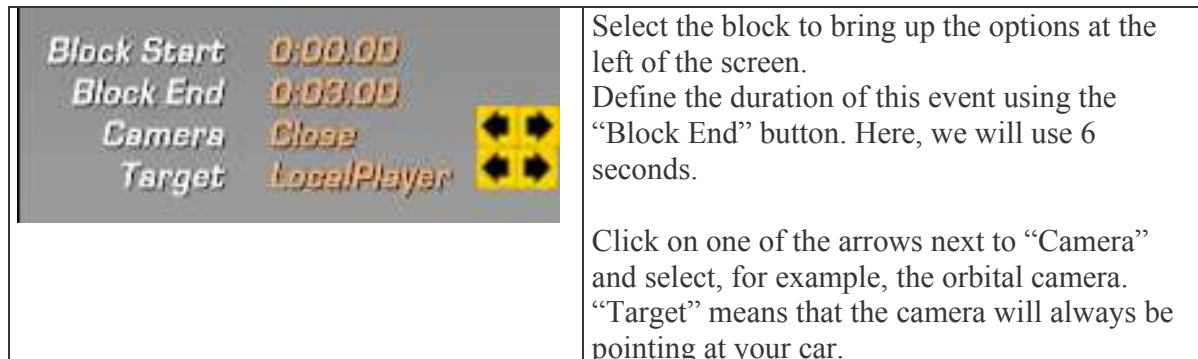 Block Start 0:00.00
Block End 0:03.00
Camera Close
Target LocalPlayer
Select the block to bring up the options at the
left of the screen.
Define the duration of this event using the
“Block End” button. Here, we will use 6
seconds.
Click on one of the arrows next to “Camera”
and select, for example, the orbital camera.
“Target” means that the camera will always be
pointing at your car.